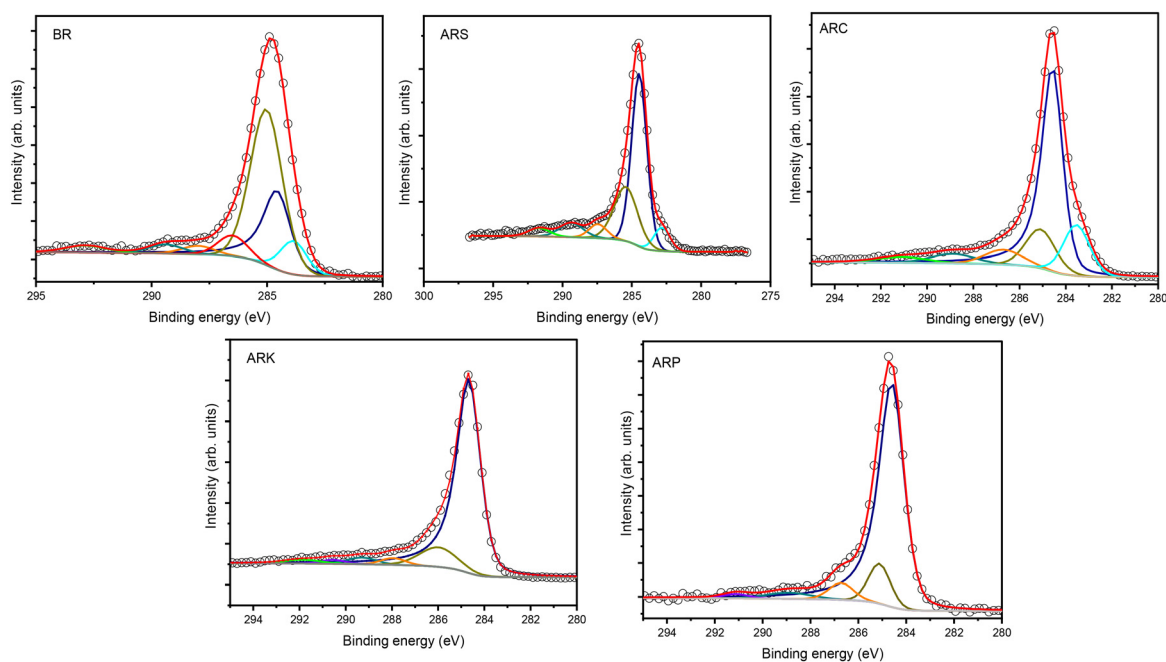 BR
Intensity (arb. units)
295 290 285 280
Binding energy (eV)
ARS
Intensity (arb. units)
300 295 290 285 280 275
Binding energy (eV)
ARC
Intensity (arb. units)
294 292 290 288 286 284 282 280
Binding energy (eV)
ARK
Intensity (arb. units)
294 292 290 288 286 284 282 280
Binding energy (eV)
ARP
Intensity (arb. units)
294 292 290 288 286 284 282 280
Binding energy (eV)